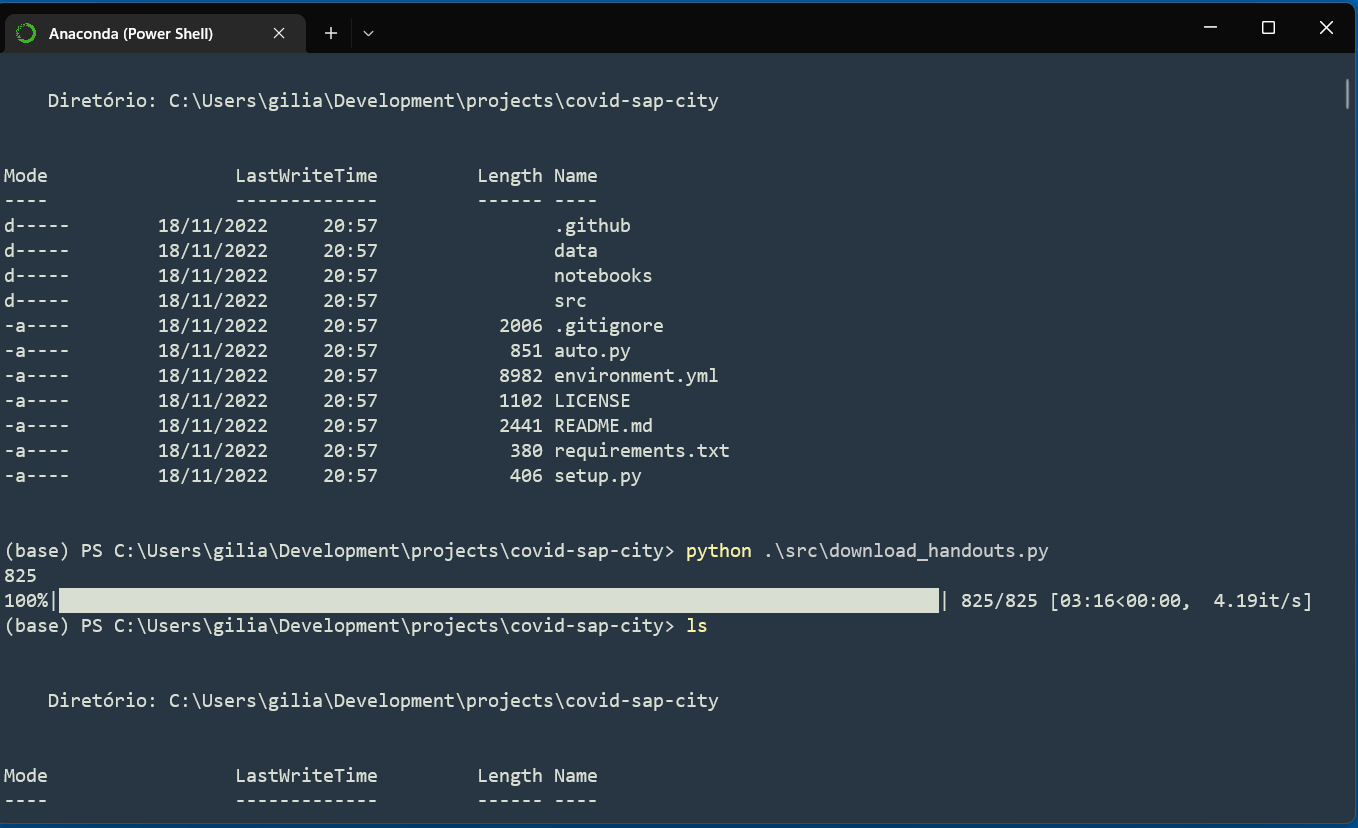 Anaconda (Power Shell)
Diretório: C:\Users\gilia\Development\projects\covid-sap-city
Mode                 LastWriteTime         Length Name
----                 -------------         ------ ----
d-----        18/11/2022     20:57                .github
d-----        18/11/2022     20:57                data
d-----        18/11/2022     20:57                notebooks
d-----        18/11/2022     20:57                src
-a----        18/11/2022     20:57           2006 .gitignore
-a----        18/11/2022     20:57            851 auto.py
-a----        18/11/2022     20:57           8982 environment.yml
-a----        18/11/2022     20:57           1102 LICENSE
-a----        18/11/2022     20:57           2441 README.md
-a----        18/11/2022     20:57            380 requirements.txt
-a----        18/11/2022     20:57            406 setup.py
(base) PS C:\Users\gilia\Development\projects\covid-sap-city> python .\src\download_handouts.py
825
100%| | 825/825 [03:16<00:00,  4.19it/s]
(base) PS C:\Users\gilia\Development\projects\covid-sap-city> ls
Diretório: C:\Users\gilia\Development\projects\covid-sap-city
Mode                 LastWriteTime         Length Name
----                 -------------         ------ ----